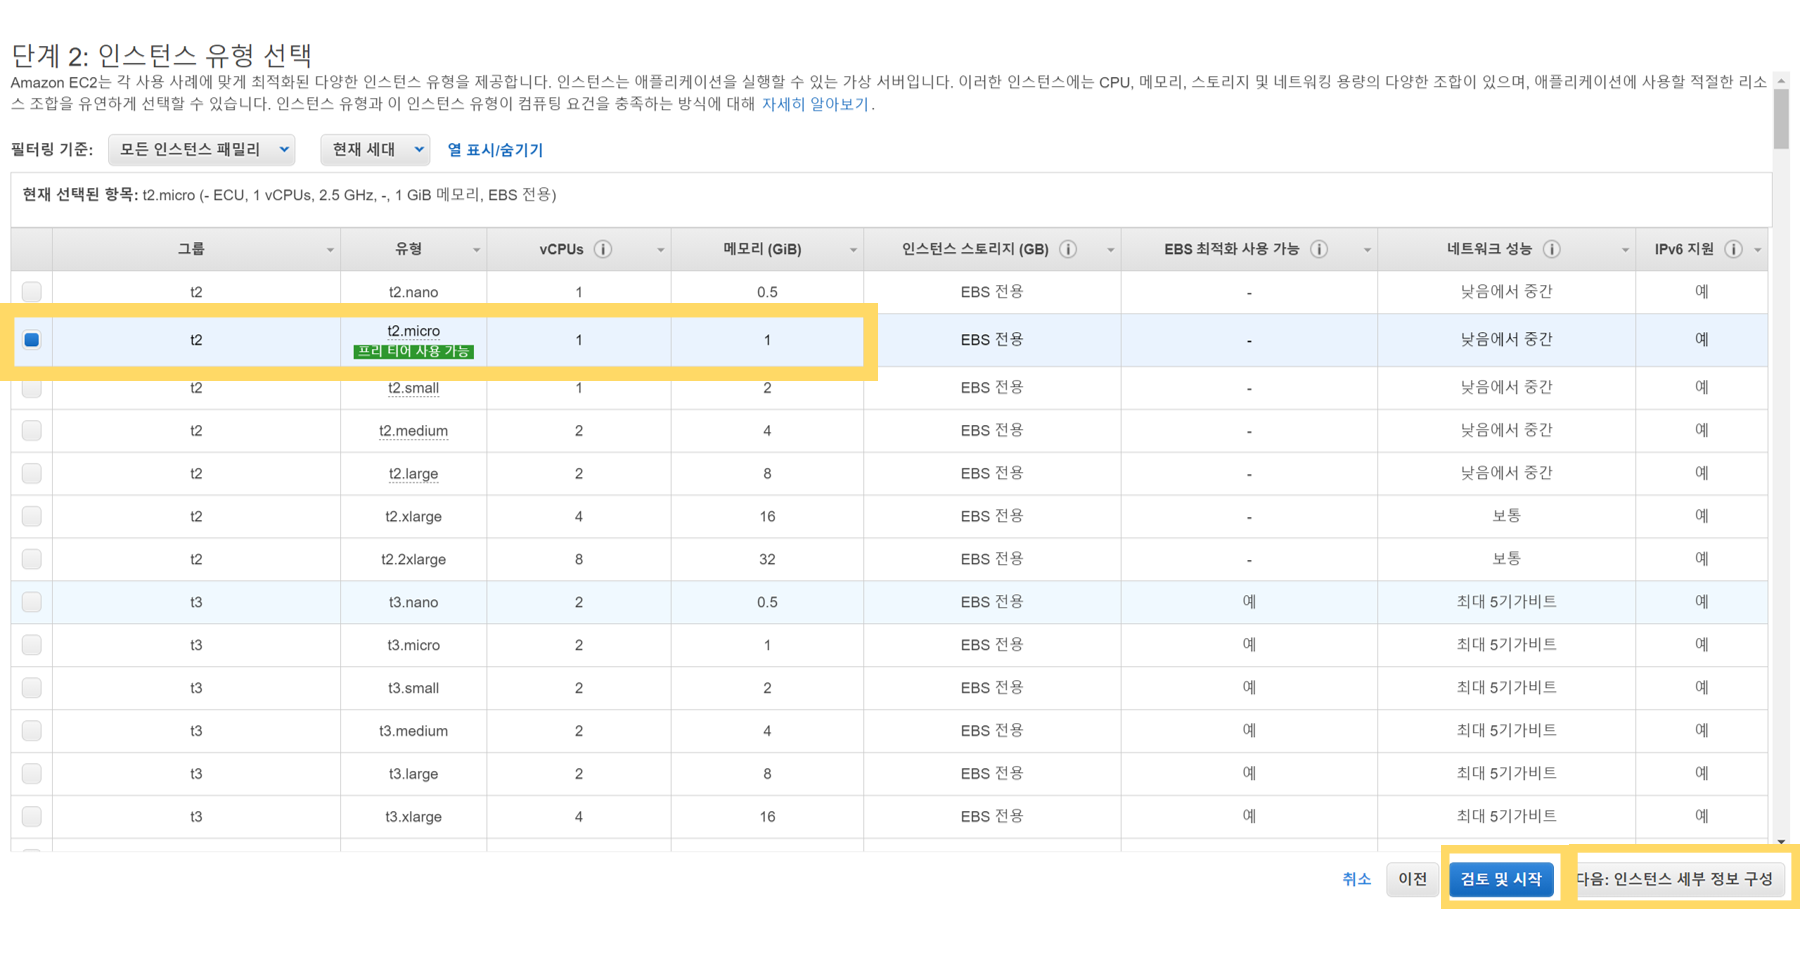 단계 2: 인스턴스 유형 선택
Amazon EC2는 각 사용 사례에 맞게 최적화된 다양한 인스턴스 유형을 제공합니다. 인스턴스는 애플리케이션을 실행할 수 있는 가상 서버입니다. 이러한 인스턴스에는 CPU, 메모리, 스토리지 및 네트워킹 용량의 다양한 조합이 있으며, 애플리케이션에 사용할 적절한 리소
스 조합을 유연하게 선택할 수 있습니다. 인스턴스 유형과 이 인스턴스 유형이 컴퓨팅 요건을 충족하는 방식에 대해 자세히 알아보기.
필터링 기준: 모든 인스턴스 패밀리 현재 세대 열 표시/숨기기
현재 선택된 항목: t2.micro (- ECU, 1 vCPUs, 2.5 GHz, -, 1 GiB 메모리, EBS 전용)
그룹 유형 vCPUs 메모리 (GiB) 인스턴스 스토리지 (GB) EBS 최적화 사용 가능 네트워크 성능 IPv6 지원
t2 t2.nano 1 0.5 EBS 전용 - 낮음에서 중간 예
t2 t2.micro 1 1 EBS 전용 - 낮음에서 중간 예
프리 티어 사용 가능
t2 t2.small 1 2 EBS 전용 - 낮음에서 중간 예
t2 t2.medium 2 4 EBS 전용 - 낮음에서 중간 예
t2 t2.large 2 8 EBS 전용 - 낮음에서 중간 예
t2 t2.xlarge 4 16 EBS 전용 - 보통 예
t2 t2.2xlarge 8 32 EBS 전용 - 보통 예
t3 t3.nano 2 0.5 EBS 전용 예 최대 5기가비트 예
t3 t3.micro 2 1 EBS 전용 예 최대 5기가비트 예
t3 t3.small 2 2 EBS 전용 예 최대 5기가비트 예
t3 t3.medium 2 4 EBS 전용 예 최대 5기가비트 예
t3 t3.large 2 8 EBS 전용 예 최대 5기가비트 예
t3 t3.xlarge 4 16 EBS 전용 예 최대 5기가비트 예
취소 이전 검토 및 시작 다음: 인스턴스 세부 정보 구성